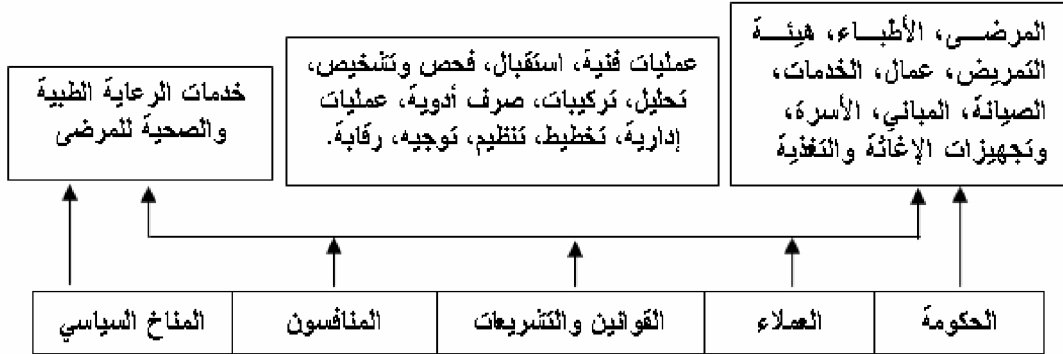 المرضى، الأطباء، هيئة
التمريض، عمال، الخدمات،
الصيانة، المباني، الأسرة،
وتجهيزات الإغاثة والتغذية
عمليات فنية، استقبال، فحص وتشخيص،
تحليل، تركيبات، صرف أدوية، عمليات
إدارية، تخطيط، تنظيم، توجيه، رقابة.
خدمات الرعاية الطبية
والصحية للمرضى
الحكومة
العملاء
القوانين والتشريعات
المنافسون
المناخ السياسي